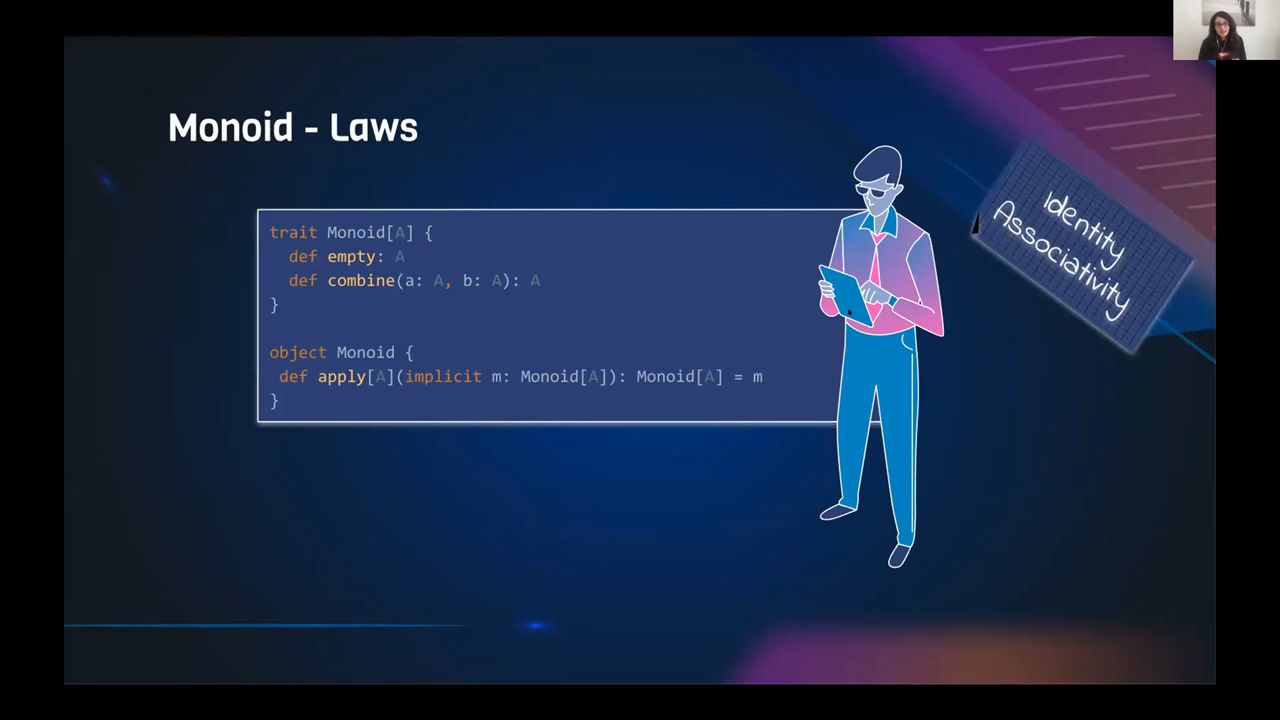 Monoid - Laws
trait Monoid[A] {
  def empty: A
  def combine(a: A, b: A): A
}
object Monoid {
 def apply[A](implicit m: Monoid[A]): Monoid[A] = m
}
Identity
Associativity